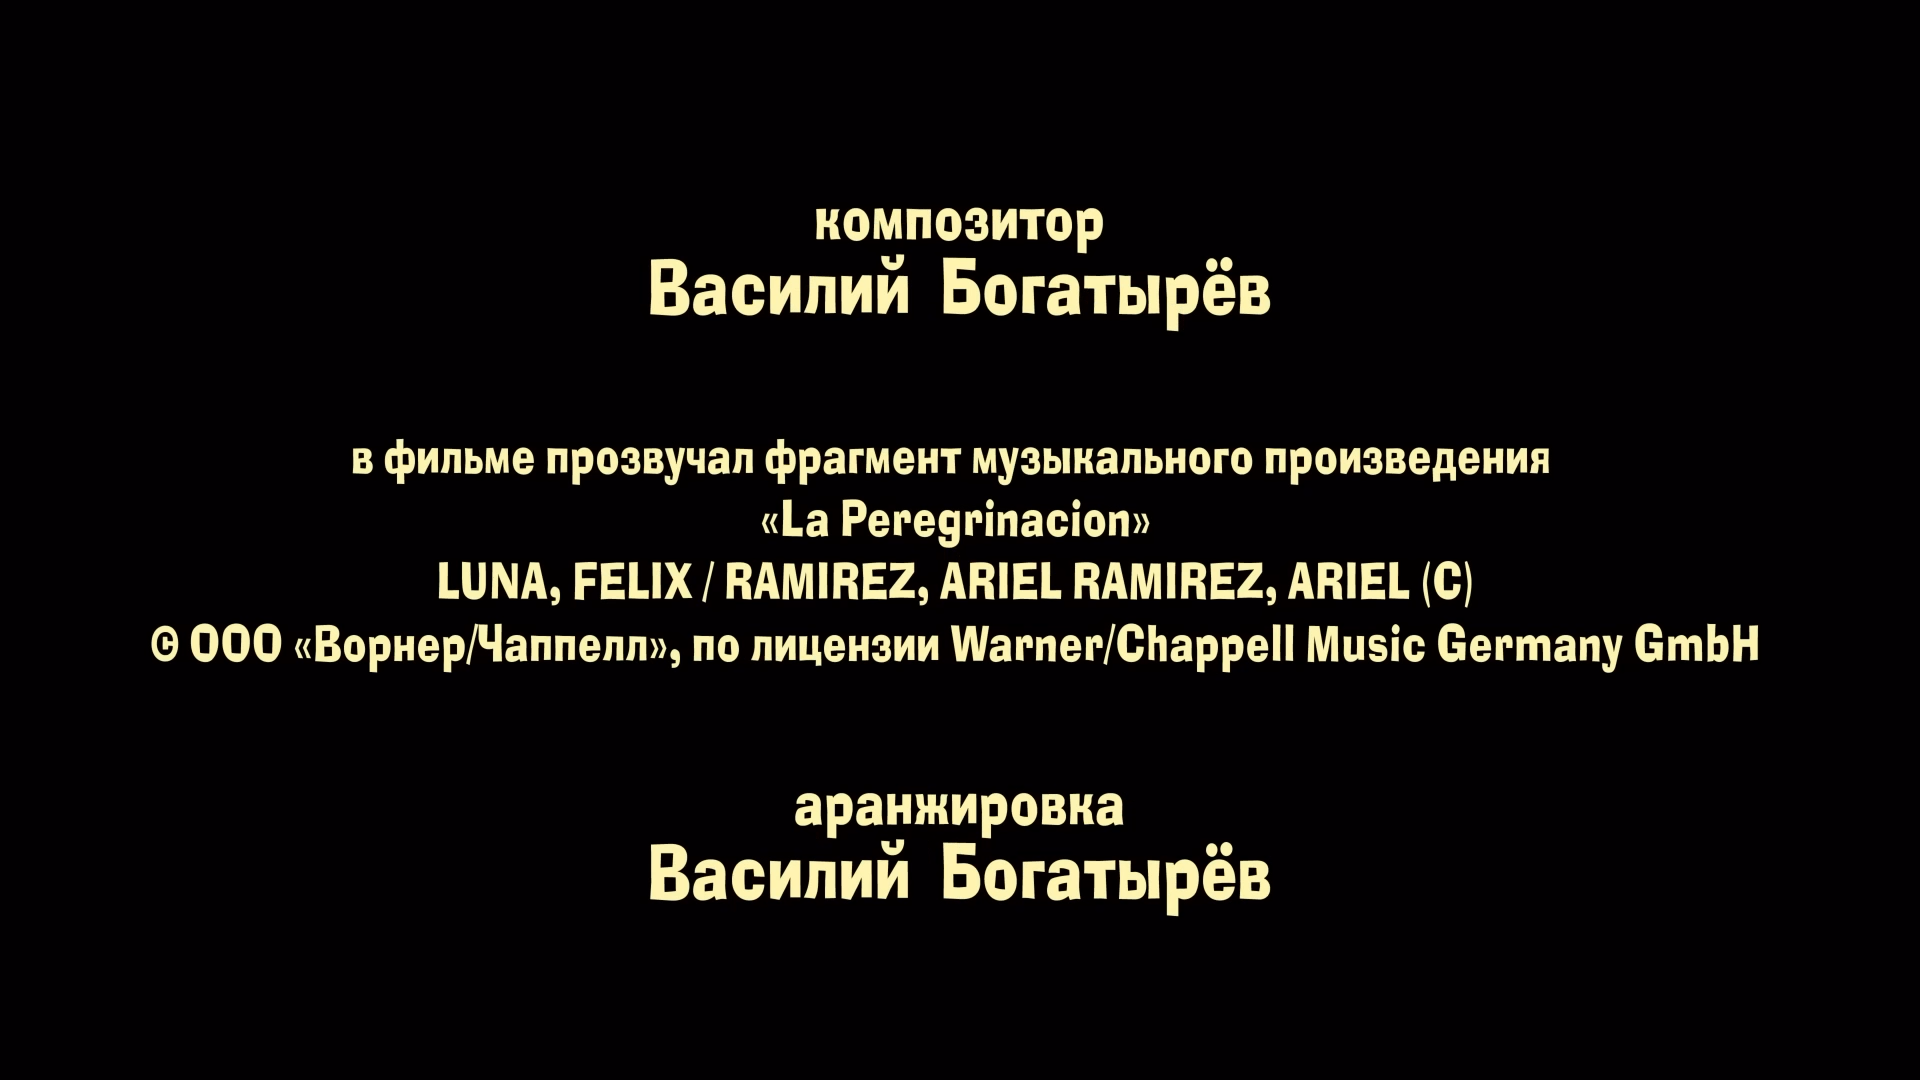 композитор
Василий Богатырёв
в фильме прозвучал фрагмент музыкального произведения
«La Peregrinacion»
LUNA, FELIX / RAMIREZ, ARIEL RAMIREZ, ARIEL (C)
© ООО «Ворнер/Чаппелл», по лицензии Warner/Chappell Music Germany GmbH
аранжировка
Василий Богатырёв